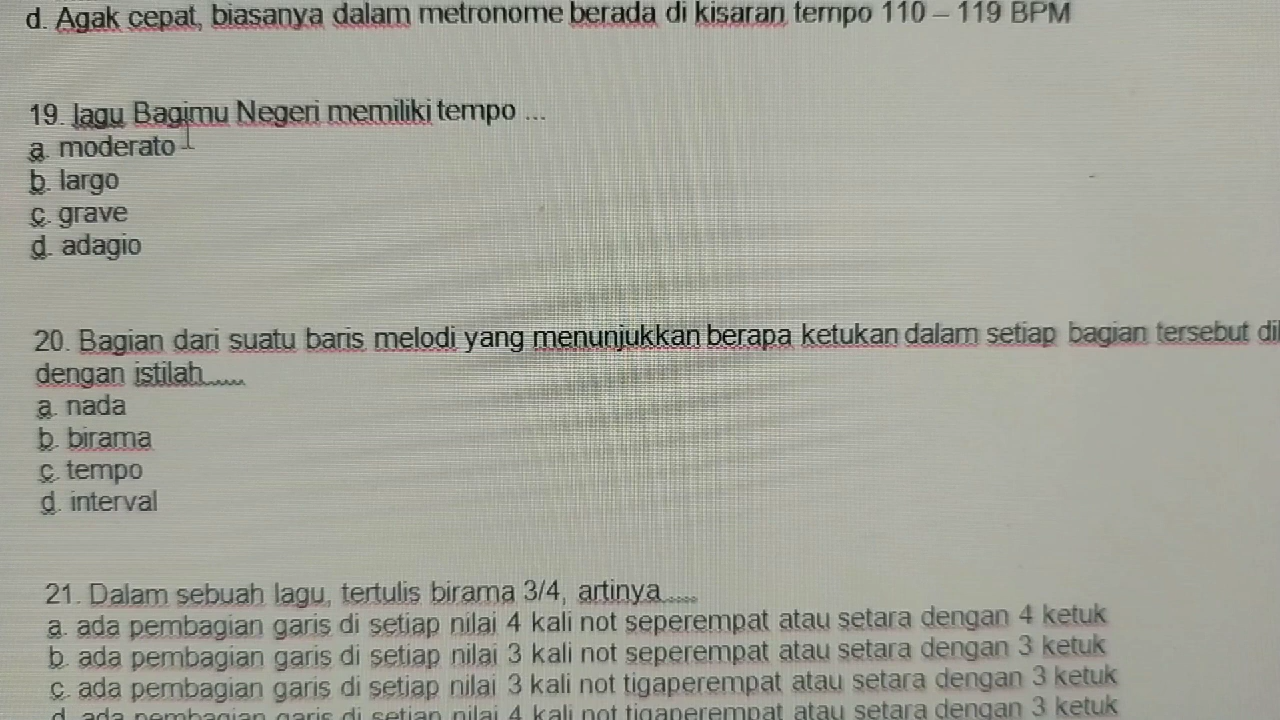 d. Agak cepat, biasanya dalam metronome berada di kisaran tempo 110 – 119 BPM
19. lagu Bagimu Negeri memiliki tempo ...
a. moderato
b. largo
c. grave
d. adagio
20. Bagian dari suatu baris melodi yang menunjukkan berapa ketukan dalam setiap bagian tersebut
dengan istilah......
a. nada
b. birama
c. tempo
d. interval
21. Dalam sebuah lagu, tertulis birama 3/4, artinya.....
a. ada pembagian garis di setiap nilai 4 kali not seperempat atau setara dengan 4 ketuk
b. ada pembagian garis di setiap nilai 3 kali not seperempat atau setara dengan 3 ketuk
c. ada pembagian garis di setiap nilai 3 kali not tigaperempat atau setara dengan 3 ketuk
d. ada pembagian garis di setiap nilai 4 kali not tigaperempat atau setara dengan 3 ketuk